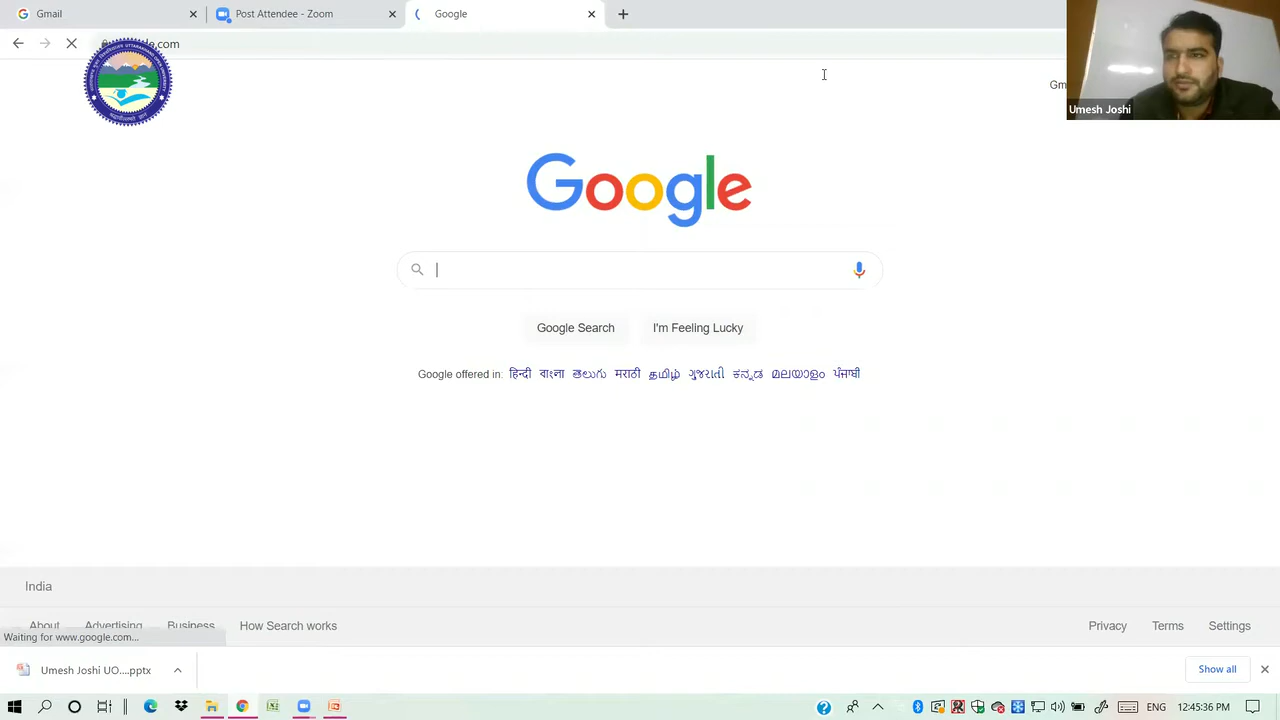 Gmail
Post Attendee - Zoom
Google
Umesh Joshi
Google
Google Search
I'm Feeling Lucky
Google offered in: हिन्दी বাংলা తెలుగు मराठी தமிழ் ગુજરાતી ಕನ್ನಡ മലയാളം ਪੰਜਾਬੀ
India
About
Advertising
Business
How Search works
Privacy
Terms
Settings
Waiting for www.google.com...
Umesh Joshi UO....pptx
Show all
ENG
12:45:36 PM